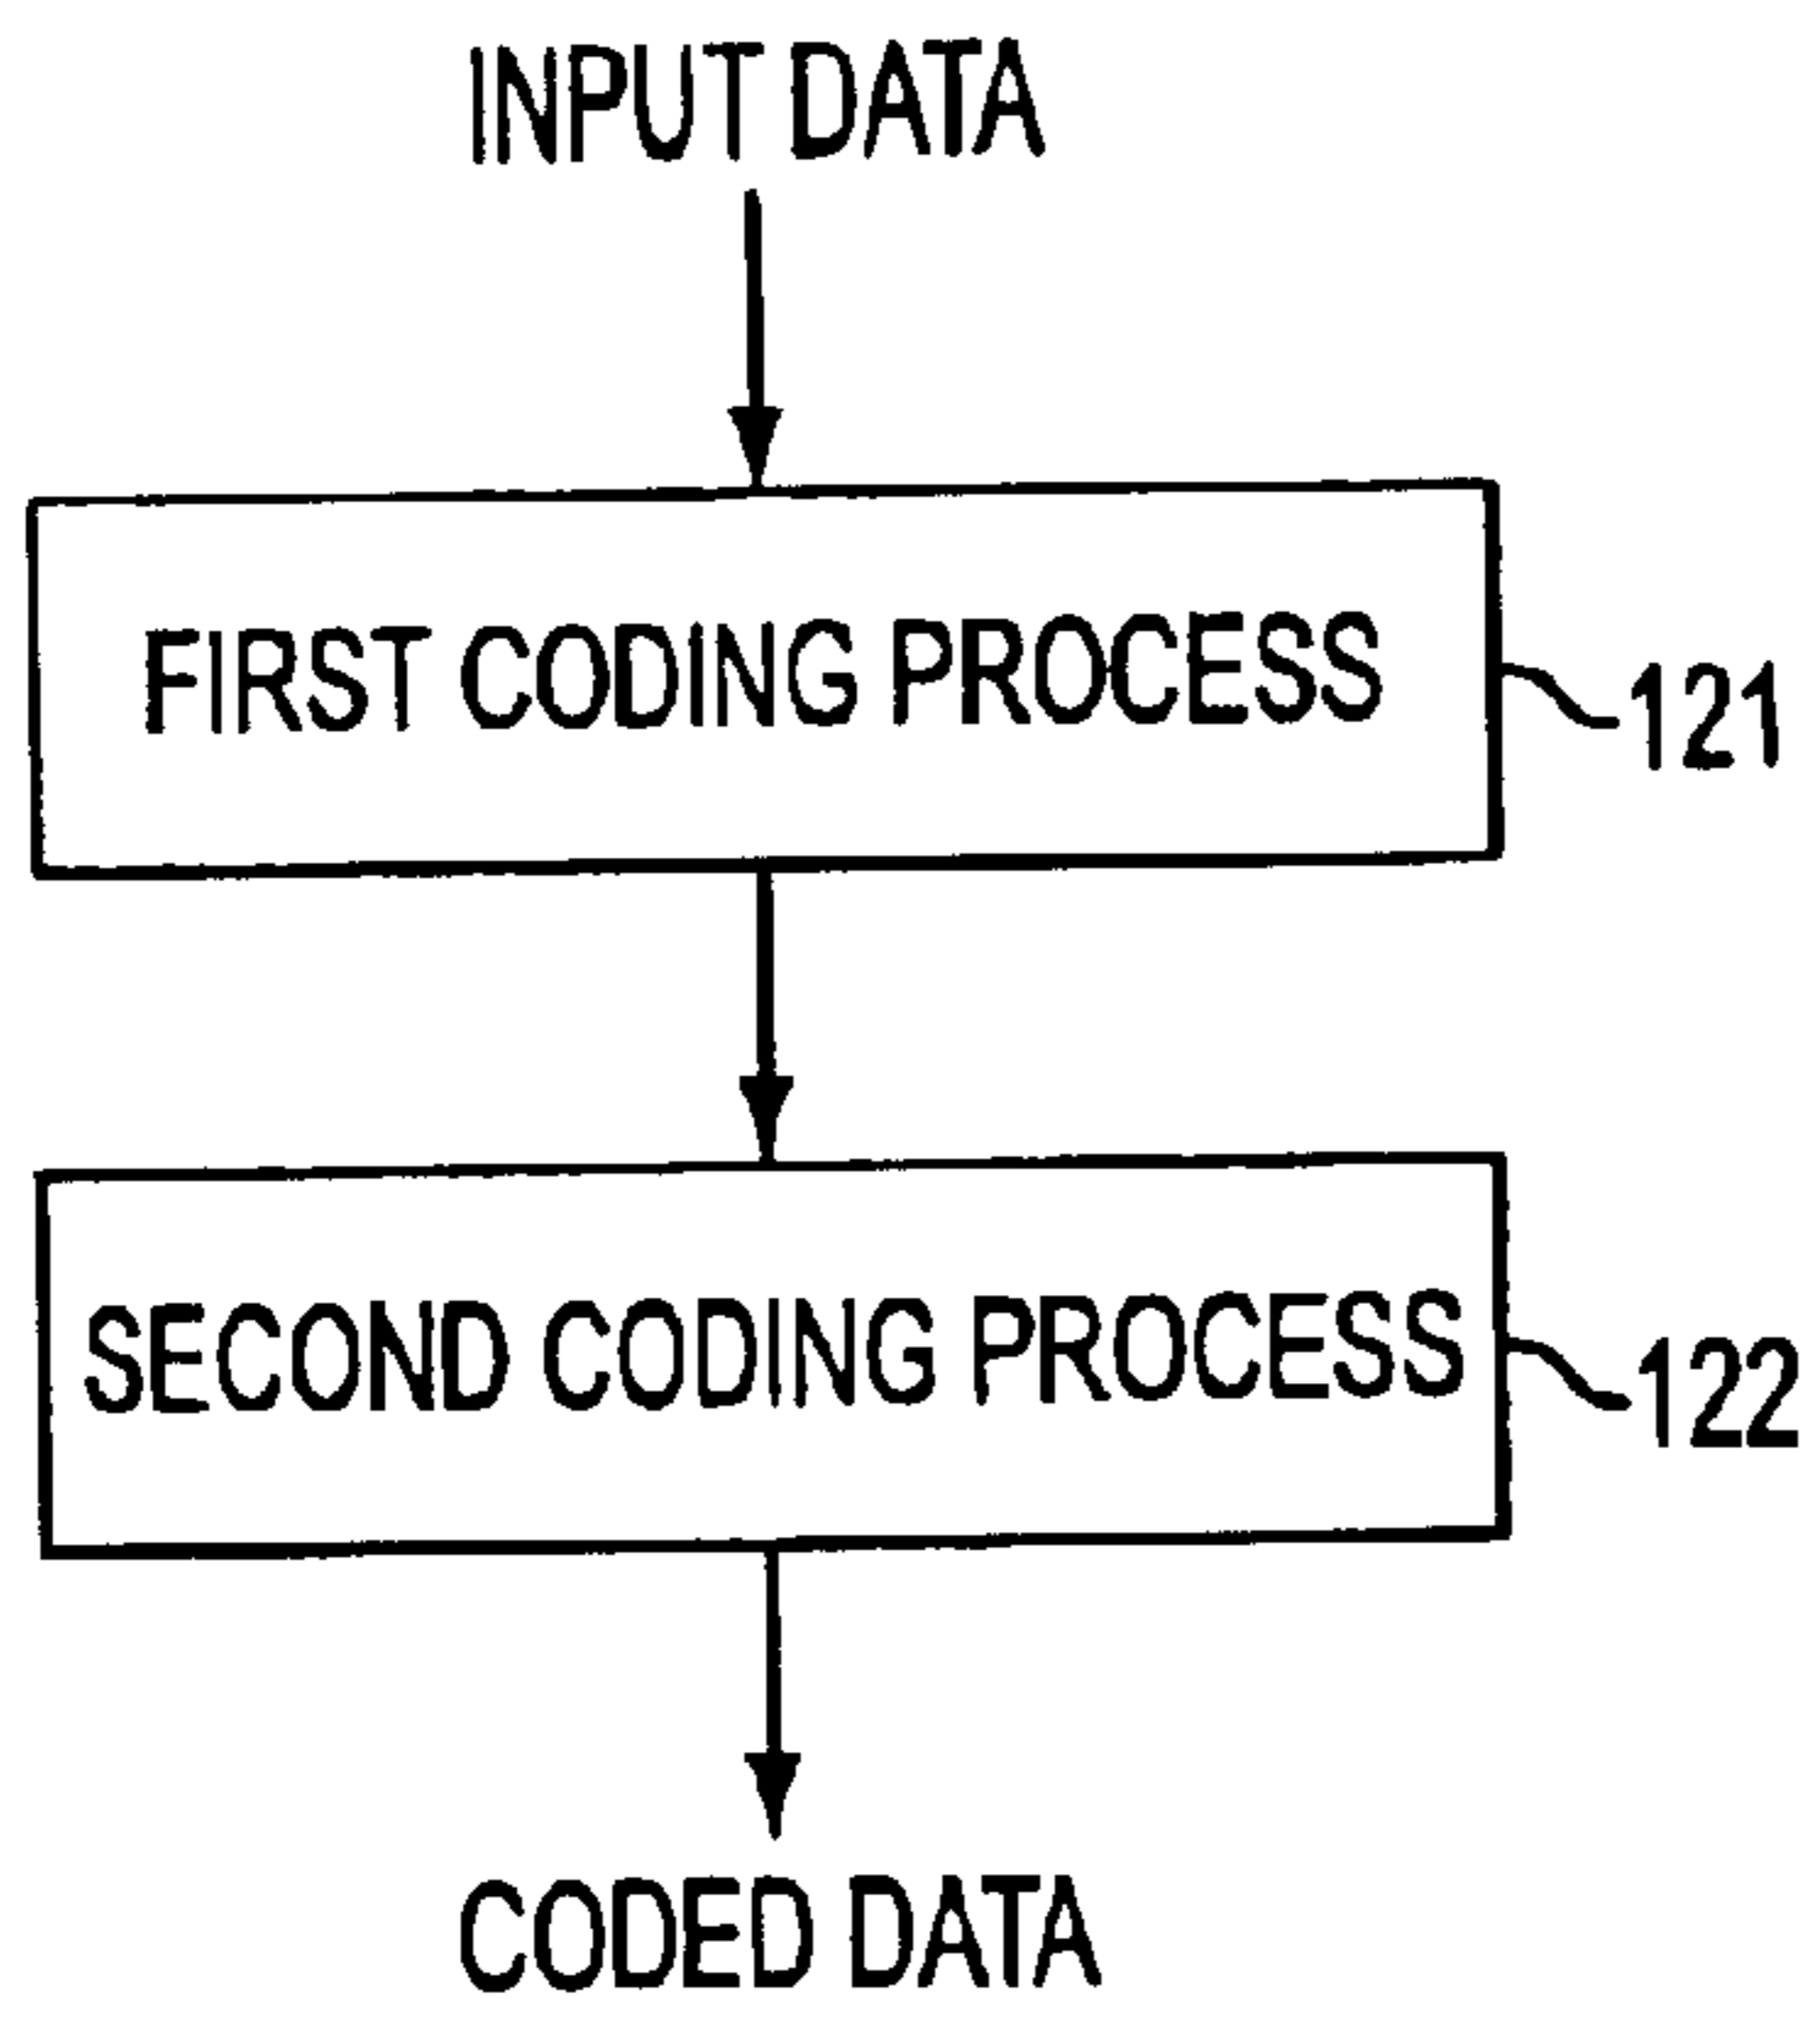 INPUT DATA
FIRST CODING PROCESS
121
SECOND CODING PROCESS
122
CODED DATA